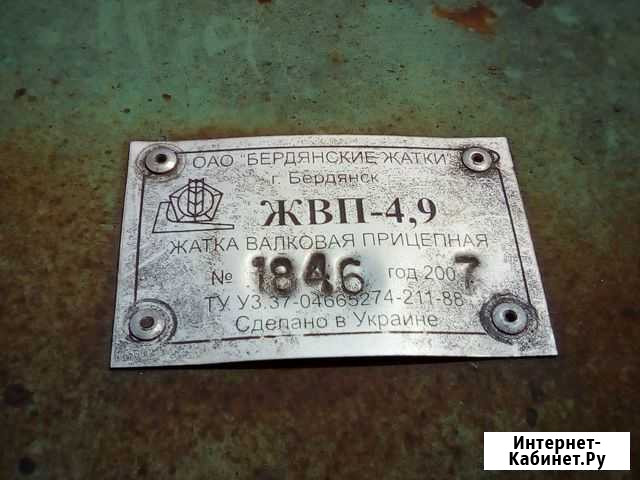 ОАО "БЕРДЯНСКИЕ ЖАТКИ"
г. Бердянск
ЖВП-4,9
ЖАТКА ВАЛКОВАЯ ПРИЦЕПНАЯ
№ 1846 год 2007
ТУ УЗ.37-04665274-211-88
Сделано в Украине
Интернет-
Кабинет.Ру